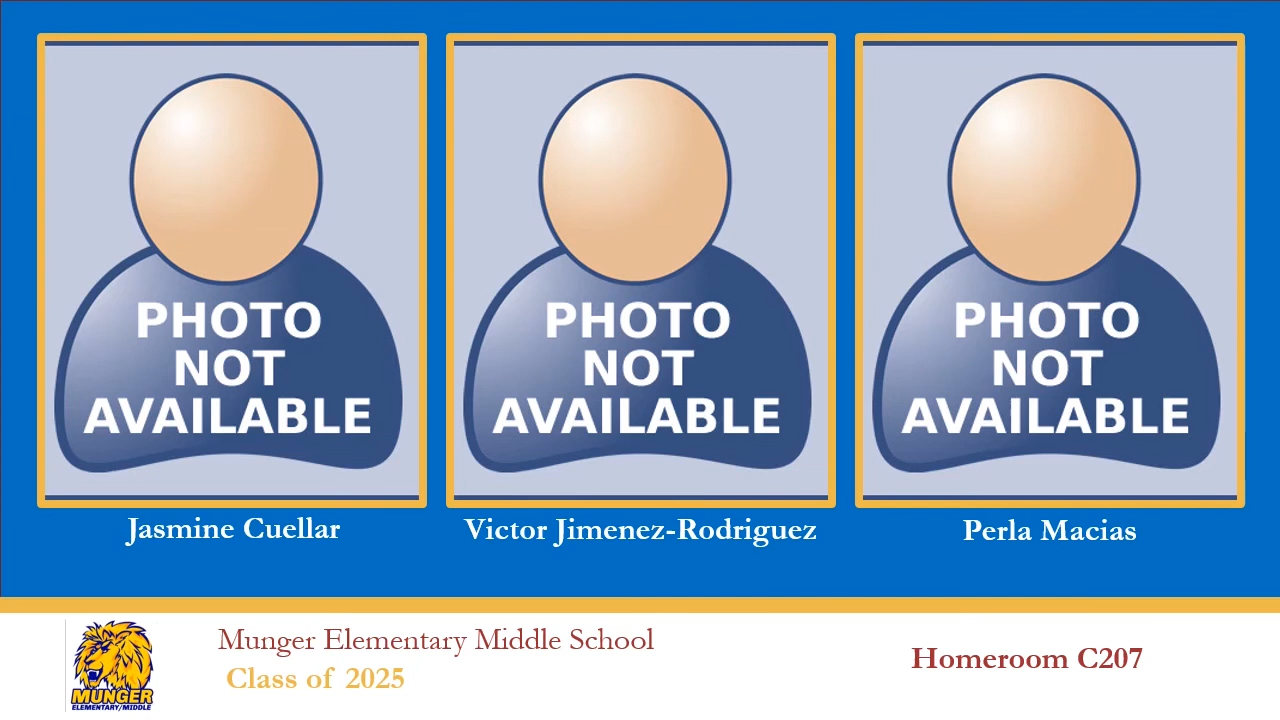 PHOTO
NOT
AVAILABLE
PHOTO
NOT
AVAILABLE
PHOTO
NOT
AVAILABLE
Jasmine Cuellar
Victor Jimenez-Rodriguez
Perla Macias
MUNGER
ELEMENTARY/MIDDLE
Munger Elementary Middle School
Class of 2025
Homeroom C207